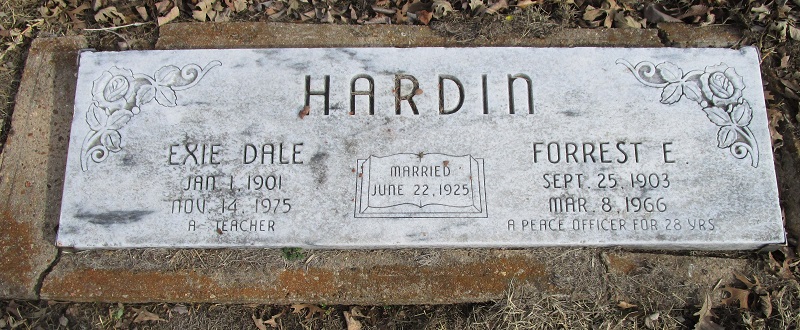 HARDIN
EXIE DALE
JAN 1, 1901
NOV. 14, 1975
A TEACHER
MARRIED
JUNE 22, 1925
FORREST E.
SEPT. 25, 1903
MAR. 8, 1966
A PEACE OFFICER FOR 28 YRS